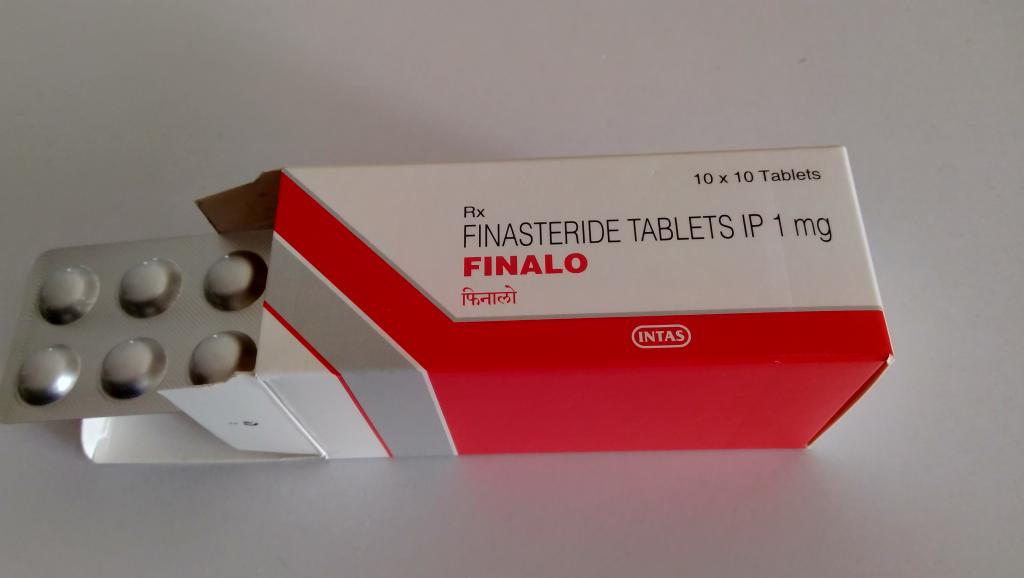 10 x 10 Tablets
Rx
FINASTERIDE TABLETS IP 1 mg
FINALO
फिनालो
INTAS